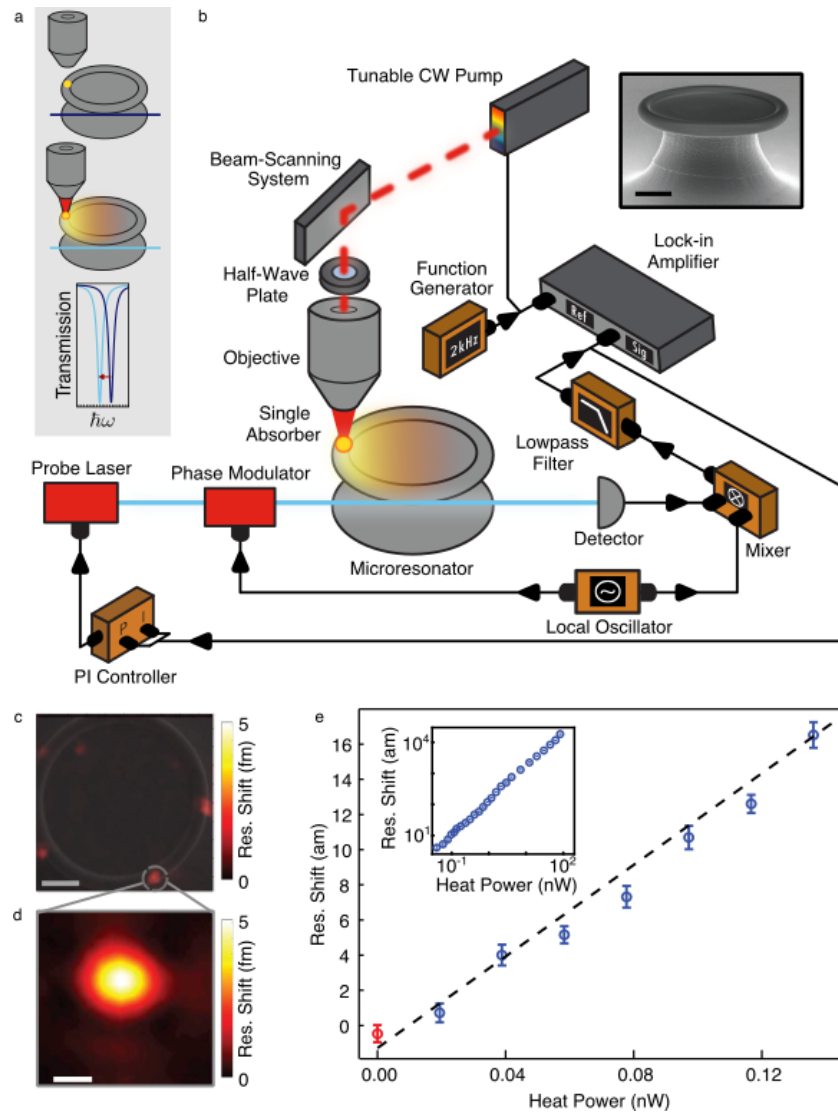 a
b
Tunable CW Pump
Beam-Scanning
System
Half-Wave
Plate
Function
Generator
Lock-in
Amplifier
2kHz
Ref
Sig
Objective
Transmission
ħω
Single
Absorber
Lowpass
Filter
Probe Laser
Phase Modulator
Detector
Mixer
Microresonator
Local Oscillator
P I
PI Controller
c
5
Res. Shift (fm)
0
d
5
Res. Shift (fm)
0
e
16
14
12
10
8
6
4
2
0
Res. Shift (am)
10⁴
10¹
Res. Shift (am)
10⁻¹
10²
Heat Power (nW)
0.00
0.04
0.08
0.12
Heat Power (nW)